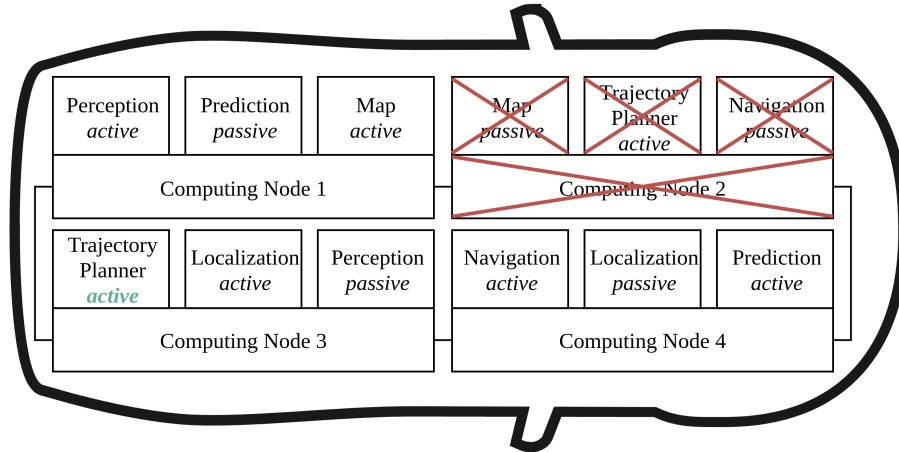 Perception
active
Prediction
passive
Map
active
Map
passive
Trajectory
Planner
active
Navigation
passive
Computing Node 1
Computing Node 2
Trajectory
Planner
active
Localization
active
Perception
passive
Navigation
active
Localization
passive
Prediction
active
Computing Node 3
Computing Node 4